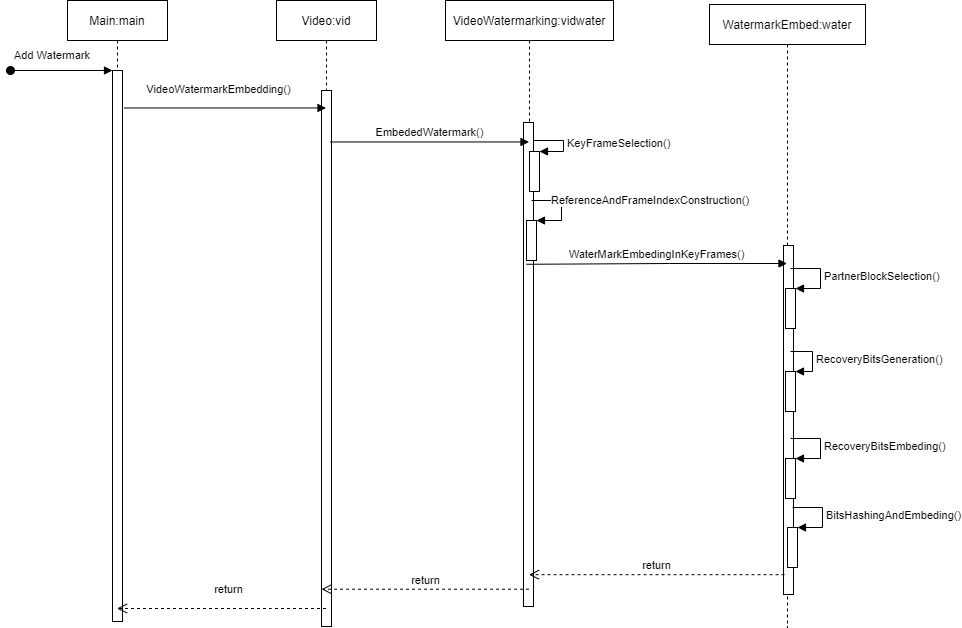 Main:main
Video:vid
VideoWatermarking:vidwater
WatermarkEmbed:water
Add Watermark
VideoWatermarkEmbedding()
EmbededWatermark()
KeyFrameSelection()
ReferenceAndFrameIndexConstruction()
WaterMarkEmbedingInKeyFrames()
PartnerBlockSelection()
RecoveryBitsGeneration()
RecoveryBitsEmbeding()
BitsHashingAndEmbeding()
return
return
return